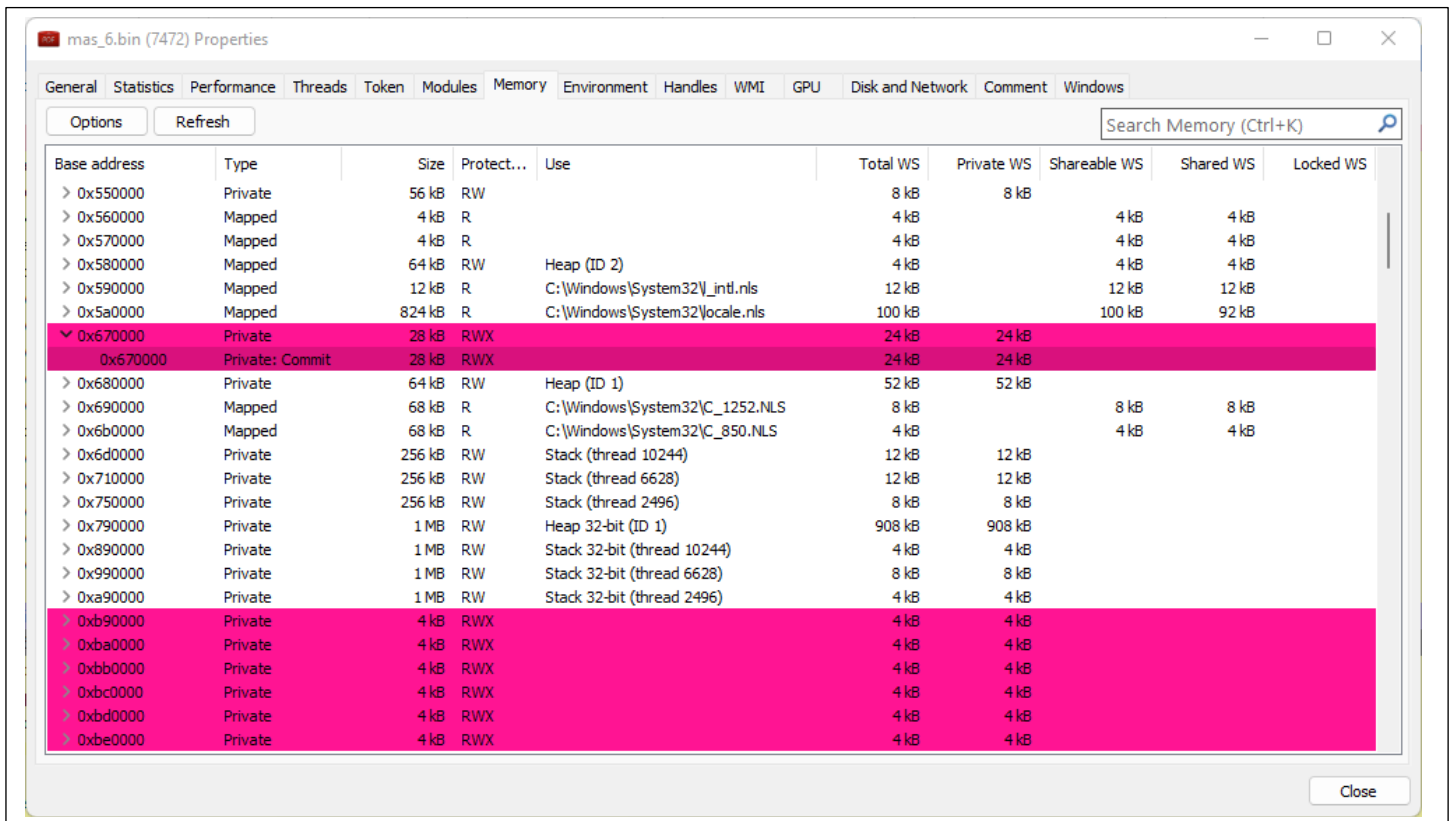 PDF mas_6.bin (7472) Properties
General Statistics Performance Threads Token Modules Memory Environment Handles WMI GPU Disk and Network Comment Windows
Options Refresh Search Memory (Ctrl+K)
Base address Type Size Protect... Use Total WS Private WS Shareable WS Shared WS Locked WS
0x550000 Private 56 kB RW 8 kB 8 kB
0x560000 Mapped 4 kB R 4 kB 4 kB 4 kB
0x570000 Mapped 4 kB R 4 kB 4 kB 4 kB
0x580000 Mapped 64 kB RW Heap (ID 2) 4 kB 4 kB 4 kB
0x590000 Mapped 12 kB R C:\Windows\System32\l_intl.nls 12 kB 12 kB 12 kB
0x5a0000 Mapped 824 kB R C:\Windows\System32\locale.nls 100 kB 100 kB 92 kB
0x670000 Private 28 kB RWX 24 kB 24 kB
0x670000 Private: Commit 28 kB RWX 24 kB 24 kB
0x680000 Private 64 kB RW Heap (ID 1) 52 kB 52 kB
0x690000 Mapped 68 kB R C:\Windows\System32\C_1252.NLS 8 kB 8 kB 8 kB
0x6b0000 Mapped 68 kB R C:\Windows\System32\C_850.NLS 4 kB 4 kB 4 kB
0x6d0000 Private 256 kB RW Stack (thread 10244) 12 kB 12 kB
0x710000 Private 256 kB RW Stack (thread 6628) 12 kB 12 kB
0x750000 Private 256 kB RW Stack (thread 2496) 8 kB 8 kB
0x790000 Private 1 MB RW Heap 32-bit (ID 1) 908 kB 908 kB
0x890000 Private 1 MB RW Stack 32-bit (thread 10244) 4 kB 4 kB
0x990000 Private 1 MB RW Stack 32-bit (thread 6628) 8 kB 8 kB
0xa90000 Private 1 MB RW Stack 32-bit (thread 2496) 4 kB 4 kB
0xb90000 Private 4 kB RWX 4 kB 4 kB
0xba0000 Private 4 kB RWX 4 kB 4 kB
0xbb0000 Private 4 kB RWX 4 kB 4 kB
0xbc0000 Private 4 kB RWX 4 kB 4 kB
0xbd0000 Private 4 kB RWX 4 kB 4 kB
0xbe0000 Private 4 kB RWX 4 kB 4 kB
Close